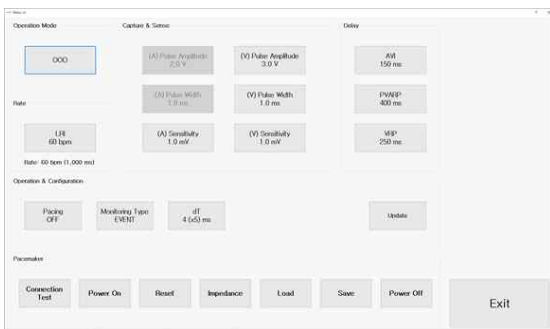 Operation Mode
Capture & Sense
Delay
OOO
(A) Pulse Amplitude
2.0 V
(V) Pulse Amplitude
3.0 V
AVI
150 ms
(A) Pulse Width
1.0 ms
(V) Pulse Width
1.0 ms
PVARP
400 ms
Rate
LRI
60 bpm
(A) Sensitivity
1.0 mV
(V) Sensitivity
1.0 mV
VRP
250 ms
Rate: 60 bpm (1,000 ms)
Operation & Configuration
Pacing
OFF
Monitoring Type
EVENT
dT
4 (x5) ms
Update
Pacemaker
Connection
Test
Power On
Reset
Impedance
Load
Save
Power Off
Exit